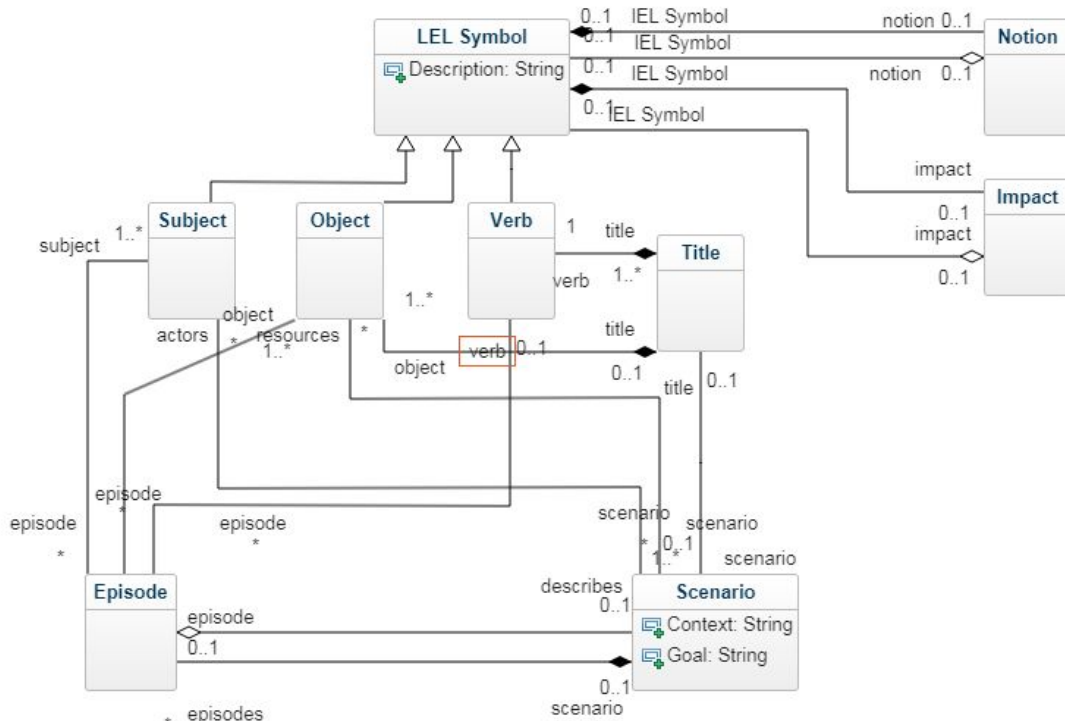 0..1 lEL Symbol notion 0..1
LEL Symbol
Notion
0..1 lEL Symbol
Description: String
0..1 lEL Symbol notion 0..1
0..1 lEL Symbol
impact
0..1
Impact
impact
0..1
Subject
Object
Verb
Title
subject 1..*
1 title
verb 1..*
1..*
object
actors * resources *
1..*
title
verb 0..1
object 0..1
title 0..1
episode
*
episode
*
episode
*
scenario
*
0..1
1..*
scenario
scenario
Episode
describes
0..1
Scenario
Context: String
Goal: String
episode
0..1
0..1
scenario
* episodes